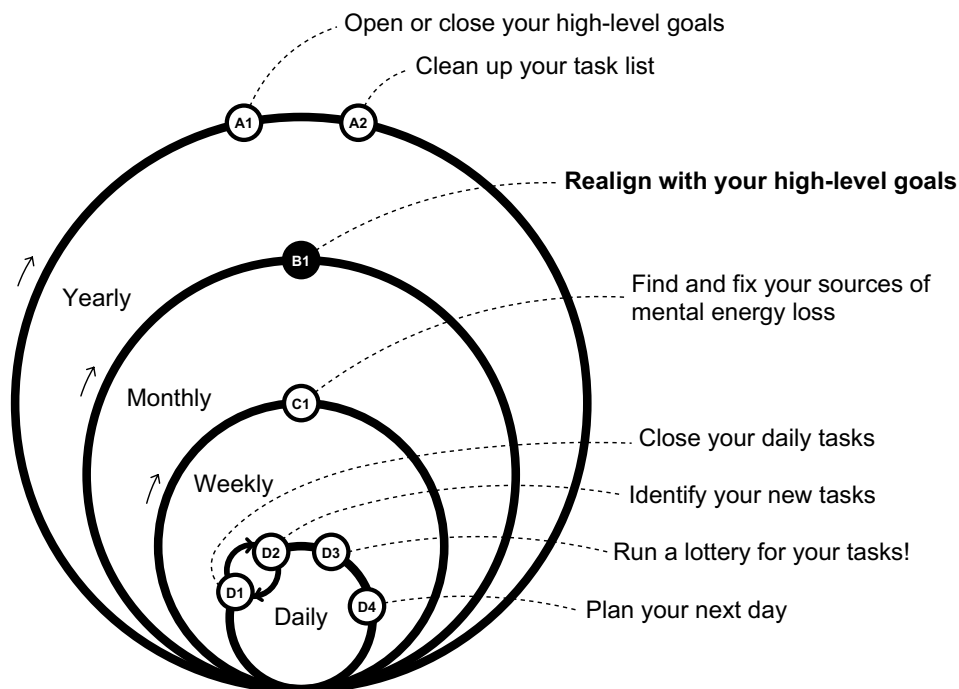 Open or close your high-level goals
Clean up your task list
A1
A2
Realign with your high-level goals
B1
Yearly
Find and fix your sources of
mental energy loss
Monthly
C1
Close your daily tasks
Weekly
Identify your new tasks
D2
D3
Run a lottery for your tasks!
D1
D4
Daily
Plan your next day